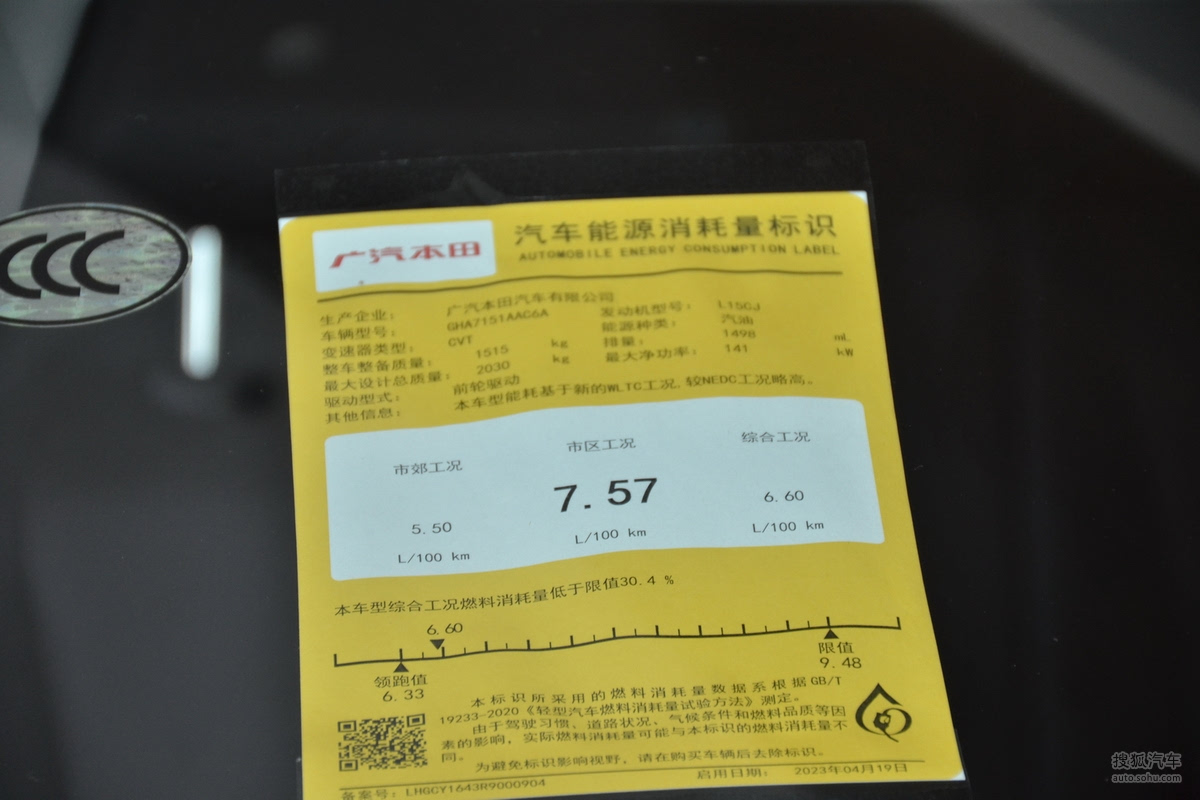 CCC
广汽本田
汽车能源消耗量标识
AUTOMOBILE ENERGY CONSUMPTION LABEL
生产企业： 广汽本田汽车有限公司
车辆型号： GHA7151AAC6A 发动机型号： L15CJ
变速器类型： CVT 能源种类： 汽油
整车整备质量： 1515 kg 排量： 1498 mL
最大设计总质量： 2030 kg 最大净功率： 141 kW
驱动型式： 前轮驱动
其他信息： 本车型能耗基于新的WLTC工况,较NEDC工况略高。
市郊工况 市区工况 综合工况
5.50 7.57 6.60
L/100 km L/100 km L/100 km
本车型综合工况燃料消耗量低于限值30.4 %
6.60
领跑值 限值
6.33 9.48
本标识所采用的燃料消耗量数据系根据GB/T
19233-2020《轻型汽车燃料消耗量试验方法》测定。
由于驾驶习惯、道路状况、气候条件和燃料品质等因
素的影响，实际燃料消耗量可能与本标识的燃料消耗量不
同。
为避免标识影响视野，请在购买车辆后去除标识。
备案号： LHGCY1643R9000904 启用日期： 2023年04月19日
搜狐汽车
auto.sohu.com